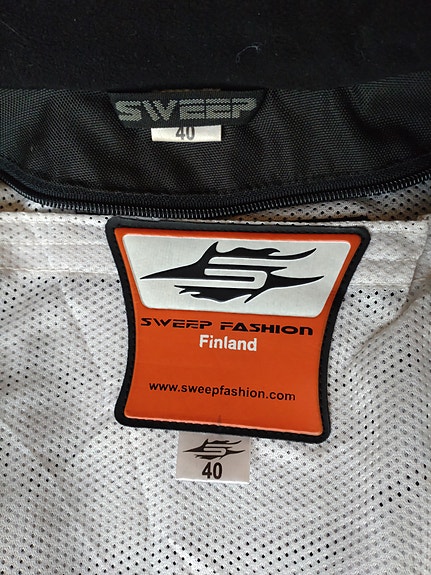 SWEEP
40
S
SWEEP FASHION
Finland
www.sweepfashion.com
S
40